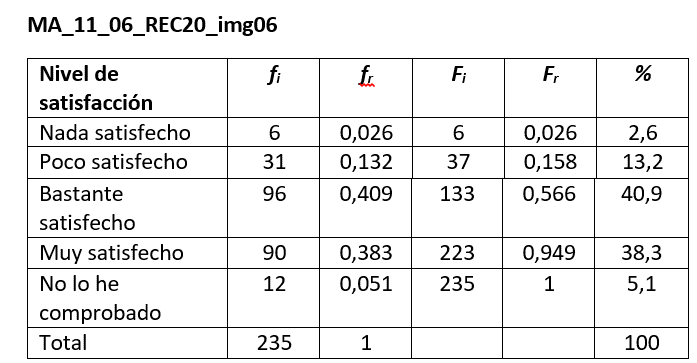 MA_11_06_REC20_img06
Nivel de satisfacción fi fr Fi Fr %
Nada satisfecho 6 0,026 6 0,026 2,6
Poco satisfecho 31 0,132 37 0,158 13,2
Bastante satisfecho 96 0,409 133 0,566 40,9
Muy satisfecho 90 0,383 223 0,949 38,3
No lo he comprobado 12 0,051 235 1 5,1
Total 235 1 100